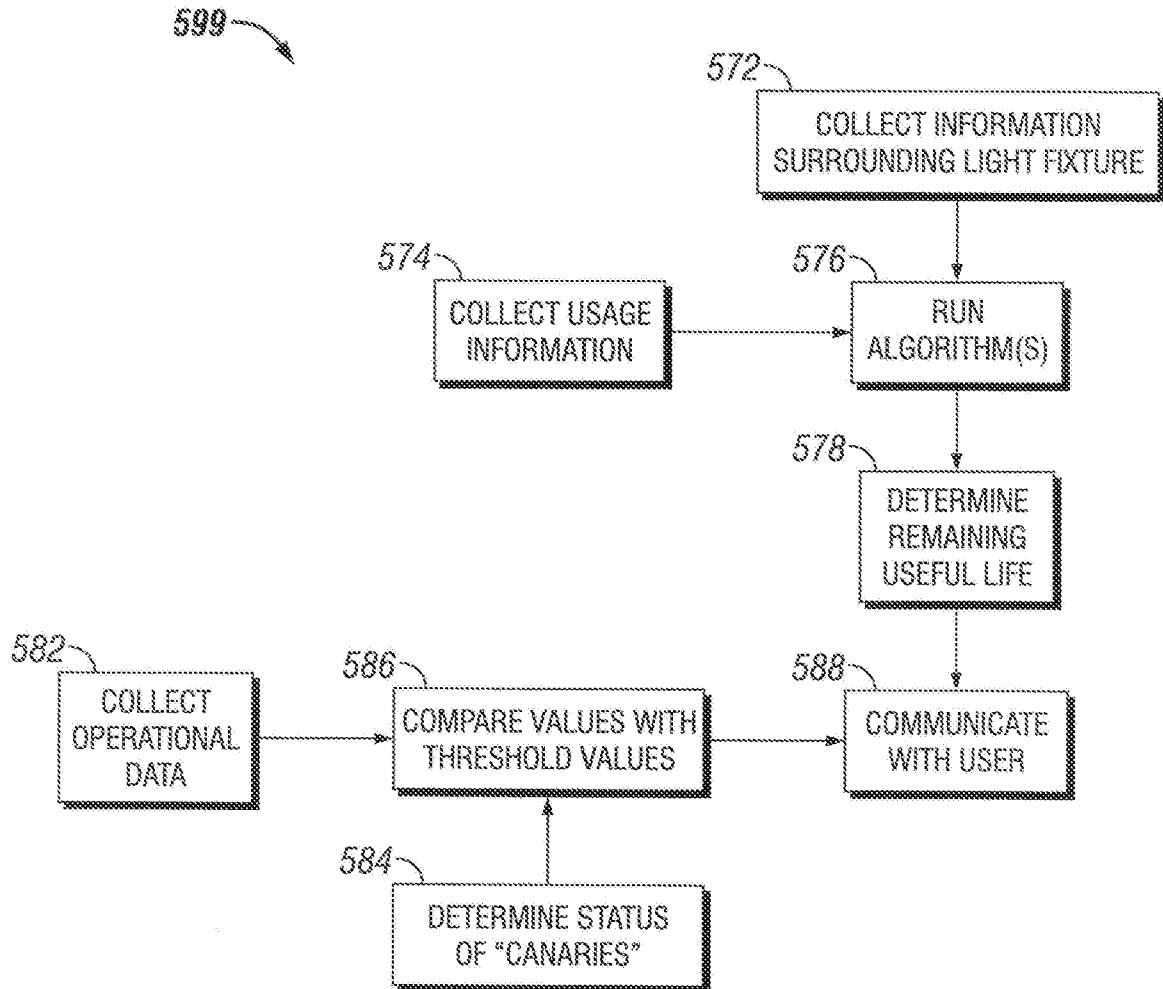 599
572
COLLECT INFORMATION
SURROUNDING LIGHT FIXTURE
574
COLLECT USAGE
INFORMATION
576
RUN
ALGORITHM(S)
578
DETERMINE
REMAINING
USEFUL LIFE
582
COLLECT
OPERATIONAL
DATA
586
COMPARE VALUES WITH
THRESHOLD VALUES
588
COMMUNICATE
WITH USER
584
DETERMINE STATUS
OF "CANARIES"